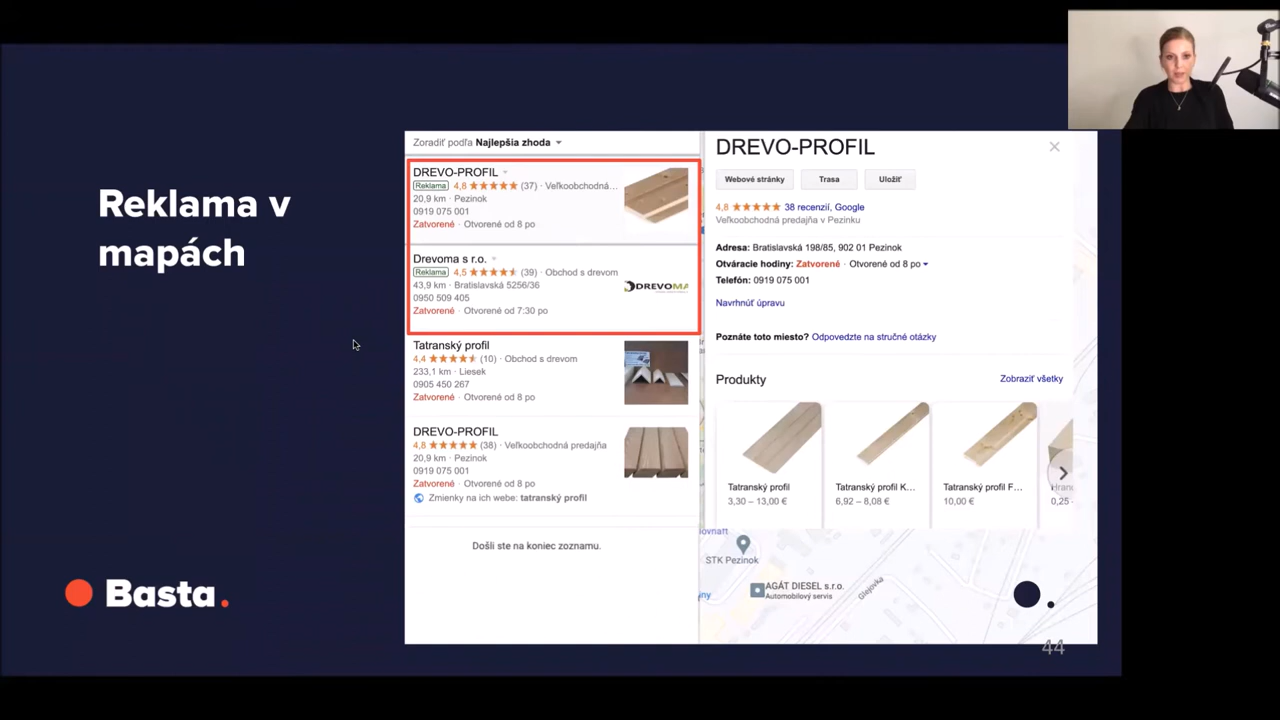 Reklama v
mapách
Zoradiť podľa Najlepšia zhoda
DREVO-PROFIL
Reklama 4,8 (37) · Veľkoobchodná…
20,9 km · Pezinok
0919 075 001
Zatvorené · Otvorené od 8 po
Drevoma s r.o.
Reklama 4,5 (39) · Obchod s drevom
43,9 km · Bratislavská 5256/36
0950 509 405
Zatvorené · Otvorené od 7:30 po
DREVOMA
Tatranský profil
4,4 (10) · Obchod s drevom
233,1 km · Liesek
0905 450 267
Zatvorené · Otvorené od 8 po
DREVO-PROFIL
4,8 (38) · Veľkoobchodná predajňa
20,9 km · Pezinok
0919 075 001
Zatvorené · Otvorené od 8 po
Zmienky na ich webe: tatranský profil
Došli ste na koniec zoznamu.
DREVO-PROFIL
Webové stránky
Trasa
Uložiť
4,8 38 recenzií, Google
Veľkoobchodná predajňa v Pezinku
Adresa: Bratislavská 198/85, 902 01 Pezinok
Otváracie hodiny: Zatvorené · Otvorené od 8 po
Telefón: 0919 075 001
Navrhnúť úpravu
Poznáte toto miesto? Odpovedzte na stručné otázky
Produkty
Zobraziť všetky
Tatranský profil
3,30 – 13,00 €
Tatranský profil K…
6,92 – 8,08 €
Tatranský profil F…
10,00 €
0,25 -
STK Pezinok
AGÁT DIESEL s.r.o.
Automobilový servis
Glejovka
Basta.
44